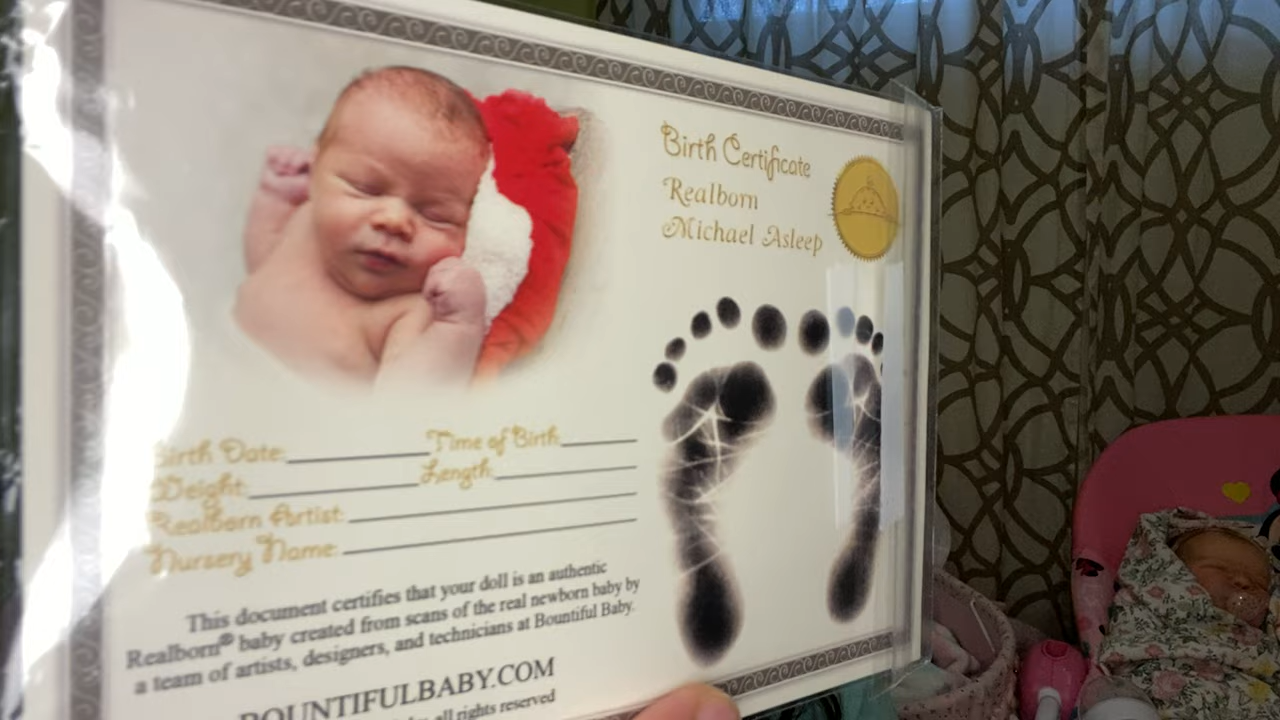 Birth Certificate
Realborn
Michael Asleep
Birth Date: Time of Birth:
Weight: Length:
Realborn Artist:
Nursery Name:
This document certifies that your doll is an authentic
Realborn® baby created from scans of the real newborn baby by
a team of artists, designers, and technicians at Bountiful Baby.
BOUNTIFULBABY.COM
all rights reserved